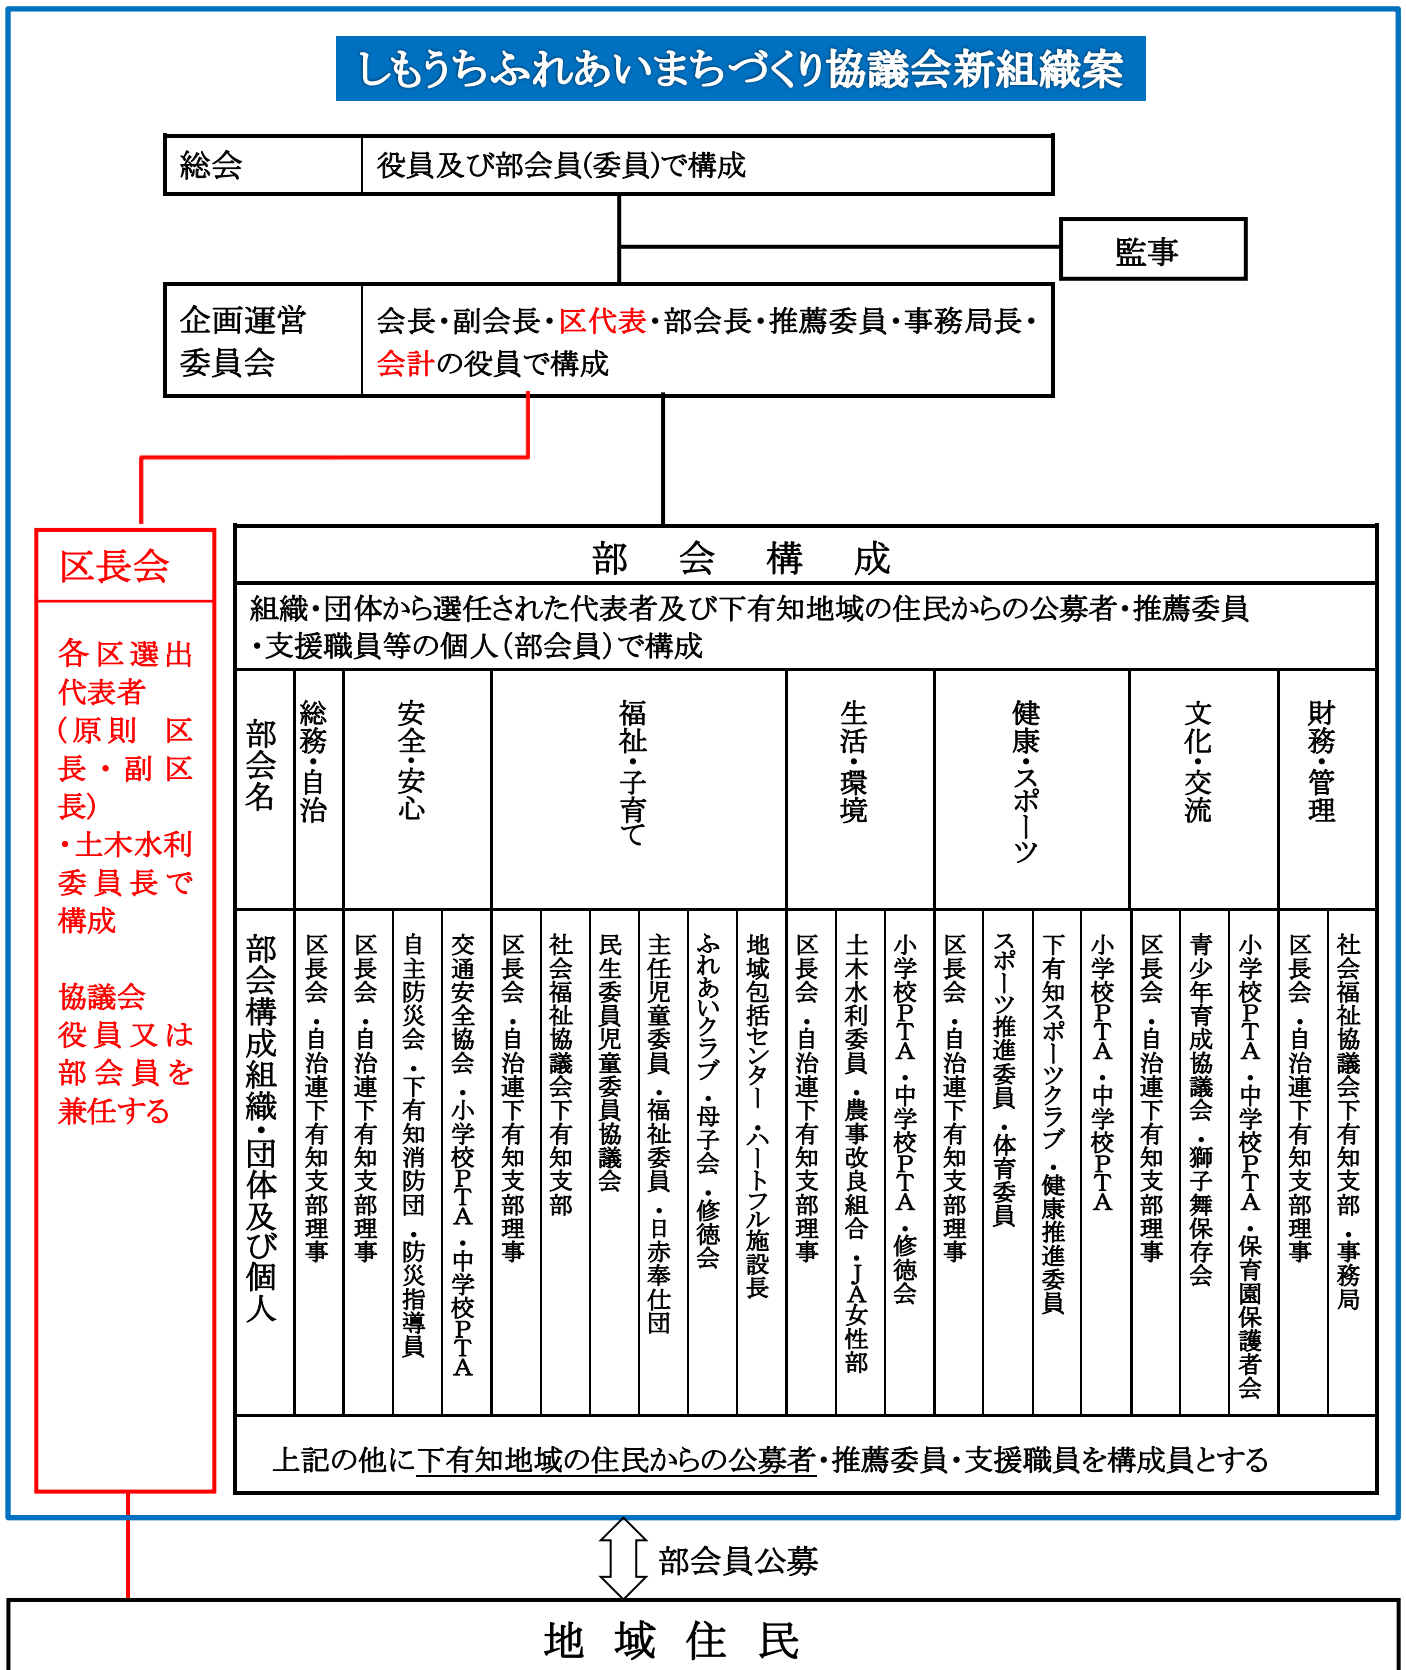 しもうちふれあいまちづくり協議会新組織案
総会
役員及び部会員(委員)で構成
監事
企画運営
委員会
会長・副会長・区代表・部会長・推薦委員・事務局長・
会計の役員で構成
区長会
各区選出
代表者
(原則 区
長・副区
長)
・土木水利
委員長で
構成
協議会
役員又は
部会員を
兼任する
部会構成
組織・団体から選任された代表者及び下有知地域の住民からの公募者・推薦委員
・支援職員等の個人(部会員)で構成
部会名
総務・自治
安全・安心
福祉・子育て
生活・環境
健康・スポーツ
文化・交流
財務・管理
部会構成組織・団体及び個人
区長会・自治連下有知支部理事
区長会・自治連下有知支部理事
自主防災会・下有知消防団・防災指導員
交通安全協会・小学校PTA・中学校PTA
区長会・自治連下有知支部理事
社会福祉協議会下有知支部
民生委員児童委員協議会
主任児童委員・福祉委員・日赤奉仕団
ふれあいクラブ・母子会・修徳会
地域包括センター・ハートフル施設長
区長会・自治連下有知支部理事
土木水利委員・農事改良組合・JA女性部
小学校PTA・中学校PTA・修徳会
区長会・自治連下有知支部理事
スポーツ推進委員・体育委員
下有知スポーツクラブ・健康推進委員
小学校PTA・中学校PTA
区長会・自治連下有知支部理事
青少年育成協議会・獅子舞保存会
小学校PTA・中学校PTA・保育園保護者会
区長会・自治連下有知支部理事
社会福祉協議会下有知支部・事務局
上記の他に下有知地域の住民からの公募者・推薦委員・支援職員を構成員とする
部会員公募
地域住民